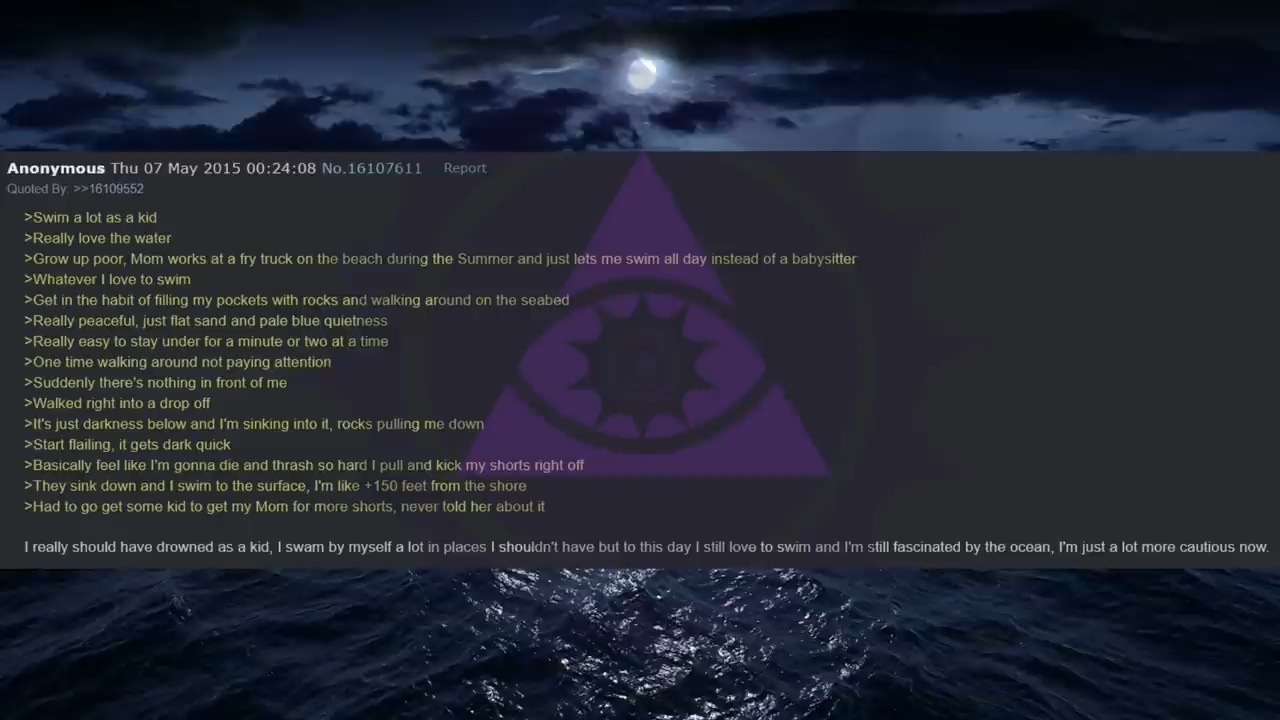 Anonymous Thu 07 May 2015 00:24:08 No.16107611 Report
Quoted By: >>16109552
>Swim a lot as a kid
>Really love the water
>Grow up poor, Mom works at a fry truck on the beach during the Summer and just lets me swim all day instead of a babysitter
>Whatever I love to swim
>Get in the habit of filling my pockets with rocks and walking around on the seabed
>Really peaceful, just flat sand and pale blue quietness
>Really easy to stay under for a minute or two at a time
>One time walking around not paying attention
>Suddenly there's nothing in front of me
>Walked right into a drop off
>It's just darkness below and I'm sinking into it, rocks pulling me down
>Start flailing, it gets dark quick
>Basically feel like I'm gonna die and thrash so hard I pull and kick my shorts right off
>They sink down and I swim to the surface, I'm like +150 feet from the shore
>Had to go get some kid to get my Mom for more shorts, never told her about it
I really should have drowned as a kid, I swam by myself a lot in places I shouldn't have but to this day I still love to swim and I'm still fascinated by the ocean, I'm just a lot more cautious now.